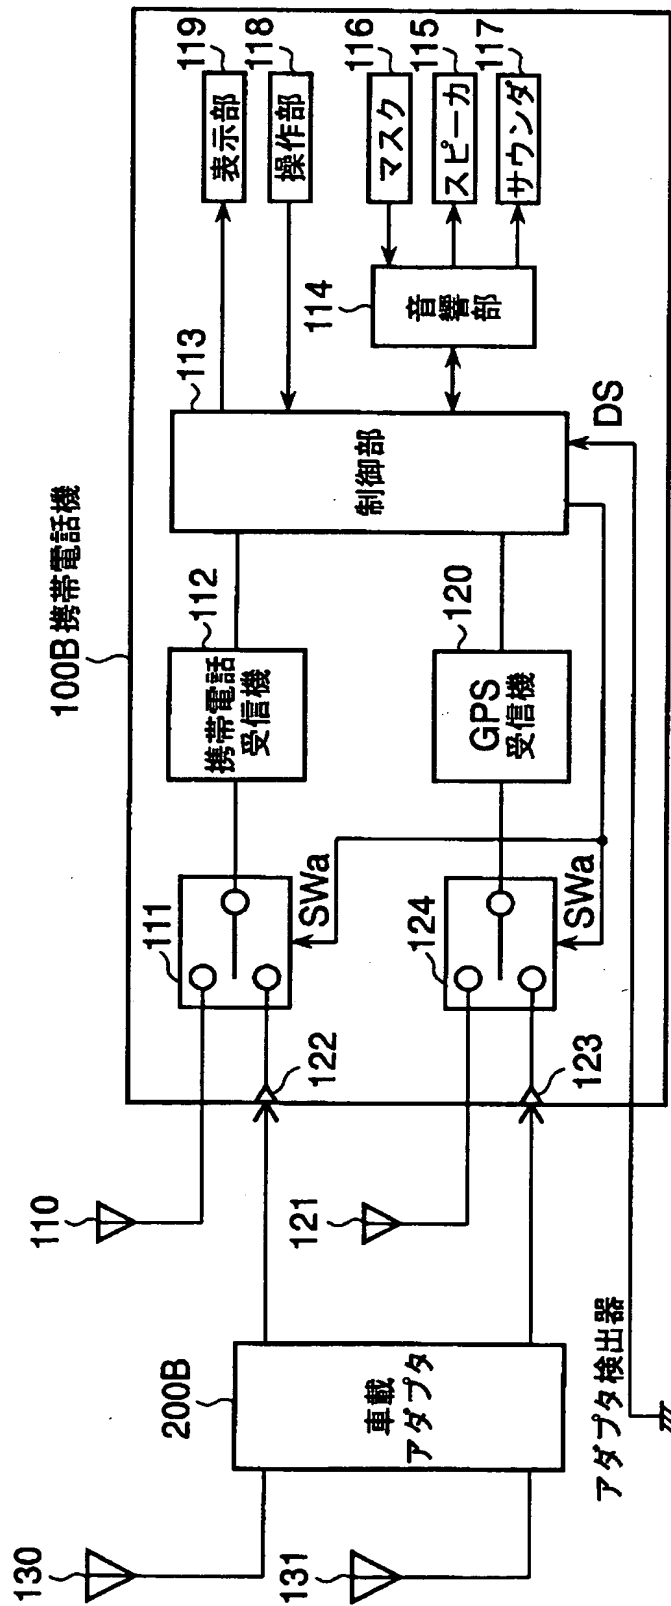 100B 携帯電話機
119
表示部
118
操作部
116
マスク
115
スピーカ
117
サウンダ
114
音響部
113
制御部
DS
112
携帯電話
受信機
120
GPS
受信機
111
SWa
124
SWa
122
123
110
121
200B
車載
アダプタ
アダプタ検出器
130
131